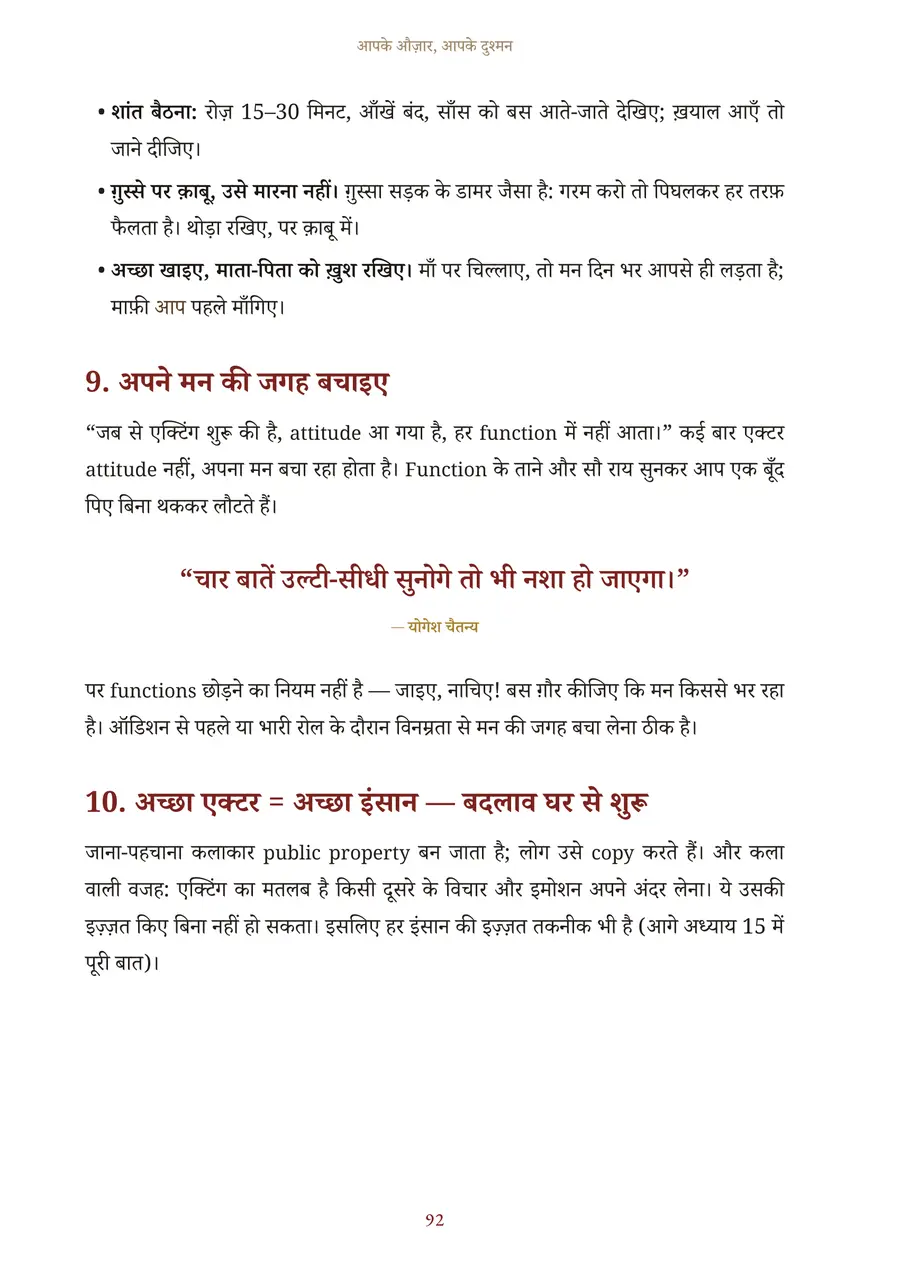 आपके औज़ार, आपके दुश्मन
• शांत बैठना: रोज़ 15–30 मिनट, आँखें बंद, साँस को बस आते-जाते देखिए; ख़याल आएँ तो
जाने दीजिए।
• ग़ुस्से पर क़ाबू, उसे मारना नहीं। ग़ुस्सा सड़क के डामर जैसा है: गरम करो तो पिघलकर हर तरफ़
फैलता है। थोड़ा रखिए, पर क़ाबू में।
• अच्छा खाइए, माता-पिता को ख़ुश रखिए। माँ पर चिल्लाए, तो मन दिन भर आपसे ही लड़ता है;
माफ़ी आप पहले माँगिए।
9. अपने मन की जगह बचाइए
“जब से एक्टिंग शुरू की है, attitude आ गया है, हर function में नहीं आता।” कई बार एक्टर
attitude नहीं, अपना मन बचा रहा होता है। Function के ताने और सौ राय सुनकर आप एक बूँद
पिए बिना थककर लौटते हैं।
“चार बातें उल्टी-सीधी सुनोगे तो भी नशा हो जाएगा।”
— योगेश चैतन्य
पर functions छोड़ने का नियम नहीं है — जाइए, नाचिए! बस ग़ौर कीजिए कि मन किससे भर रहा
है। ऑडिशन से पहले या भारी रोल के दौरान विनम्रता से मन की जगह बचा लेना ठीक है।
10. अच्छा एक्टर = अच्छा इंसान — बदलाव घर से शुरू
जाना-पहचाना कलाकार public property बन जाता है; लोग उसे copy करते हैं। और कला
वाली वजह: एक्टिंग का मतलब है किसी दूसरे के विचार और इमोशन अपने अंदर लेना। ये उसकी
इज़्ज़त किए बिना नहीं हो सकता। इसलिए हर इंसान की इज़्ज़त तकनीक भी है (आगे अध्याय 15 में
पूरी बात)।
92